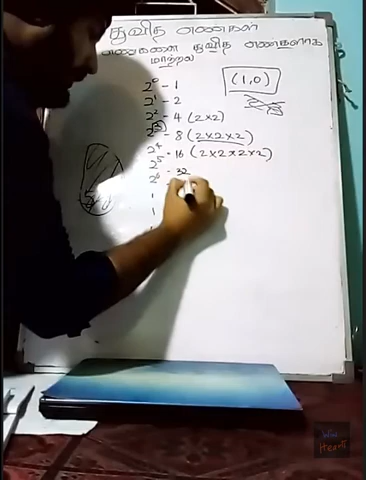 துவித எண்கள்
எண்களை துவித எண்களாக
மாற்றல்
(1,0)
2⁰ - 1
2¹ - 2
2² - 4 (2×2)
2³ - 8 (2×2×2)
2⁴ - 16 (2×2×2×2)
2⁵ - 32
2⁶ -